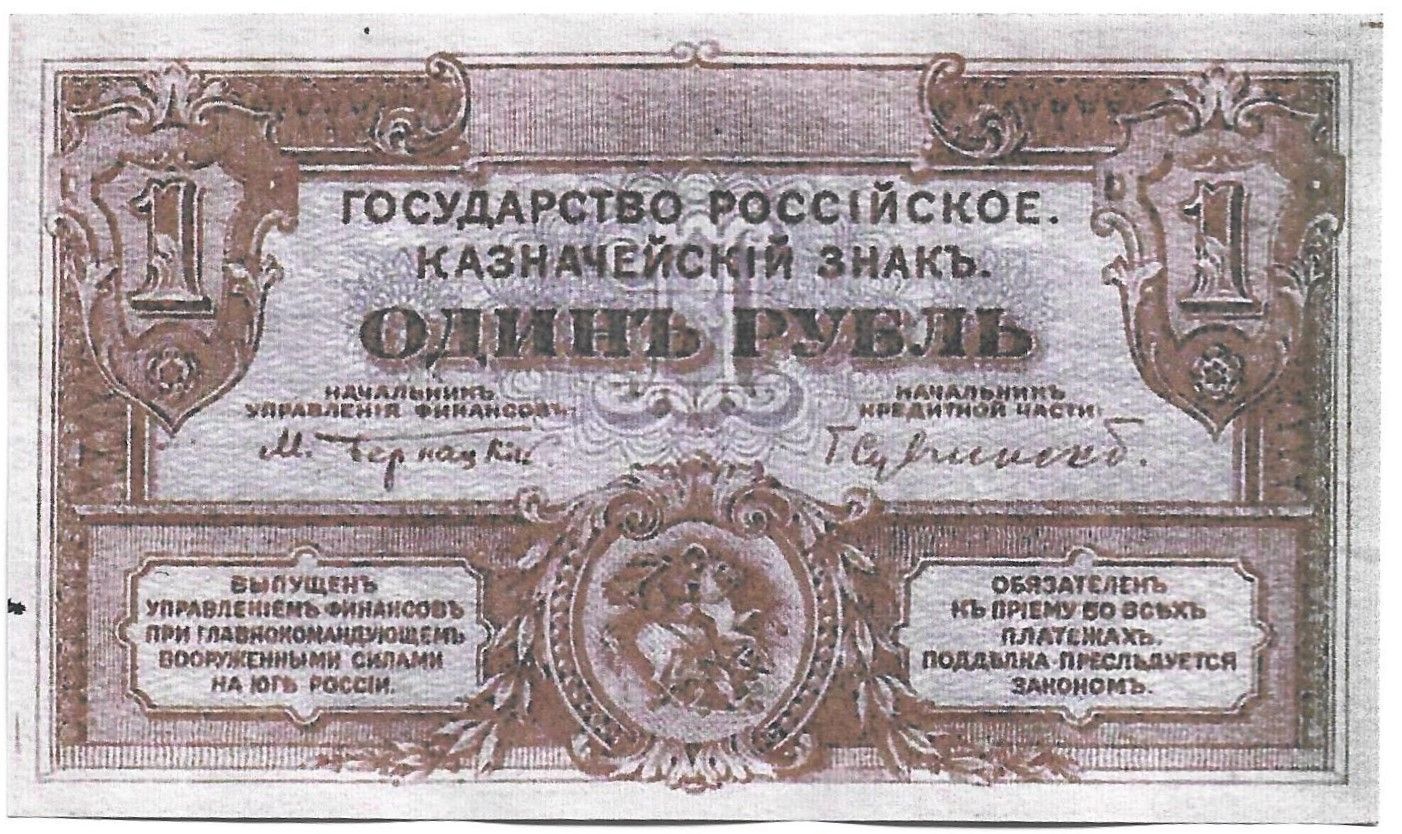 1
1
ГОСУДАРСТВО РОССІЙСКОЕ.
КАЗНАЧЕЙСКІЙ ЗНАКЪ.
ОДИНЪ РУБЛЬ
НАЧАЛЬНИКЪ
УПРАВЛЕНІЯ ФИНАНСОВЪ:
М. Бернацкій.
НАЧАЛЬНИКЪ
КРЕДИТНОЙ ЧАСТИ:
ВЫПУЩЕНЪ
УПРАВЛЕНІЕМЪ ФИНАНСОВЪ
ПРИ ГЛАВНОКОМАНДУЮЩЕМЪ
ВООРУЖЕННЫМИ СИЛАМИ
НА ЮГѢ РОССІИ.
ОБЯЗАТЕЛЕНЪ
КЪ ПРІЕМУ ВО ВСѢХЪ
ПЛАТЕЖАХЪ.
ПОДДѢЛКА ПРЕСЛѢДУЕТСЯ
ЗАКОНОМЪ.